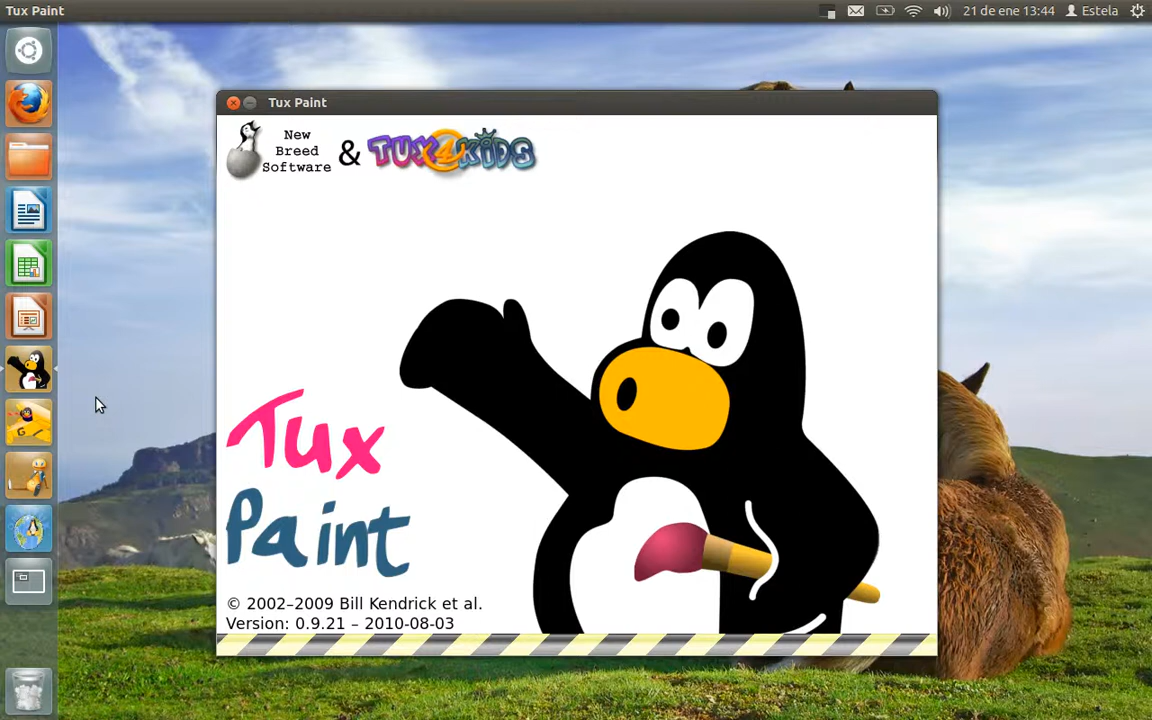 Tux Paint
21 de ene 13:44
Estela
Tux Paint
New
Breed
Software
&
TUX4KIDS
Tux
Paint
© 2002–2009 Bill Kendrick et al.
Version: 0.9.21 – 2010-08-03